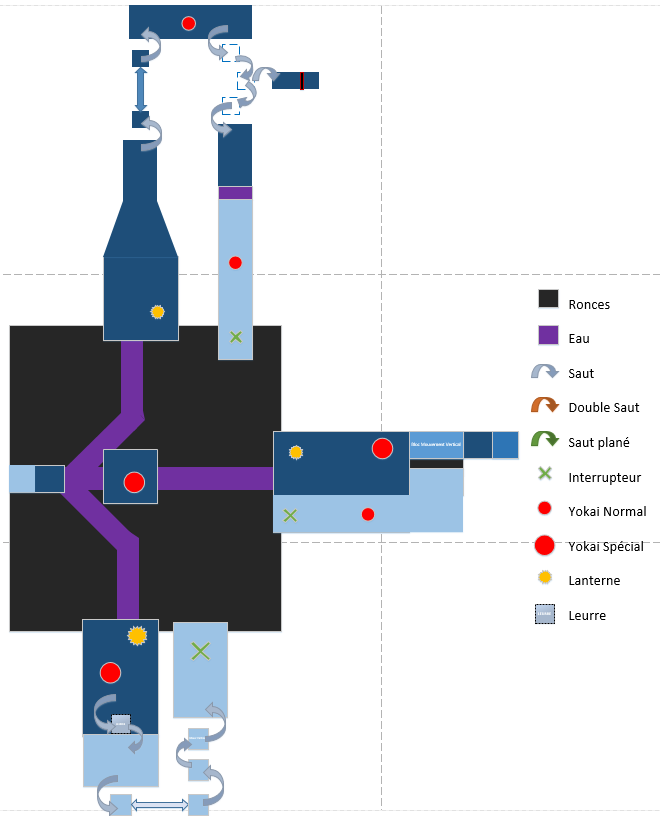 Ronces
Eau
Saut
Double Saut
Saut plané
Bloc Mouvement Vertical
Interrupteur
Yokai Normal
Yokai Spécial
Lanterne
Leurre